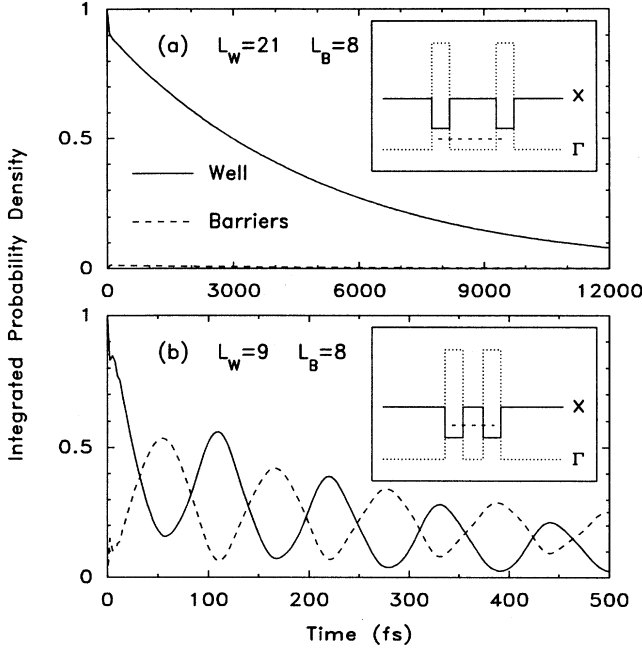 Integrated Probability Density
1
0.5
0
(a) L_W=21 L_B=8
Well
Barriers
X
Γ
0 3000 6000 9000 12000
1
0.5
0
(b) L_W=9 L_B=8
X
Γ
0 100 200 300 400 500
Time (fs)